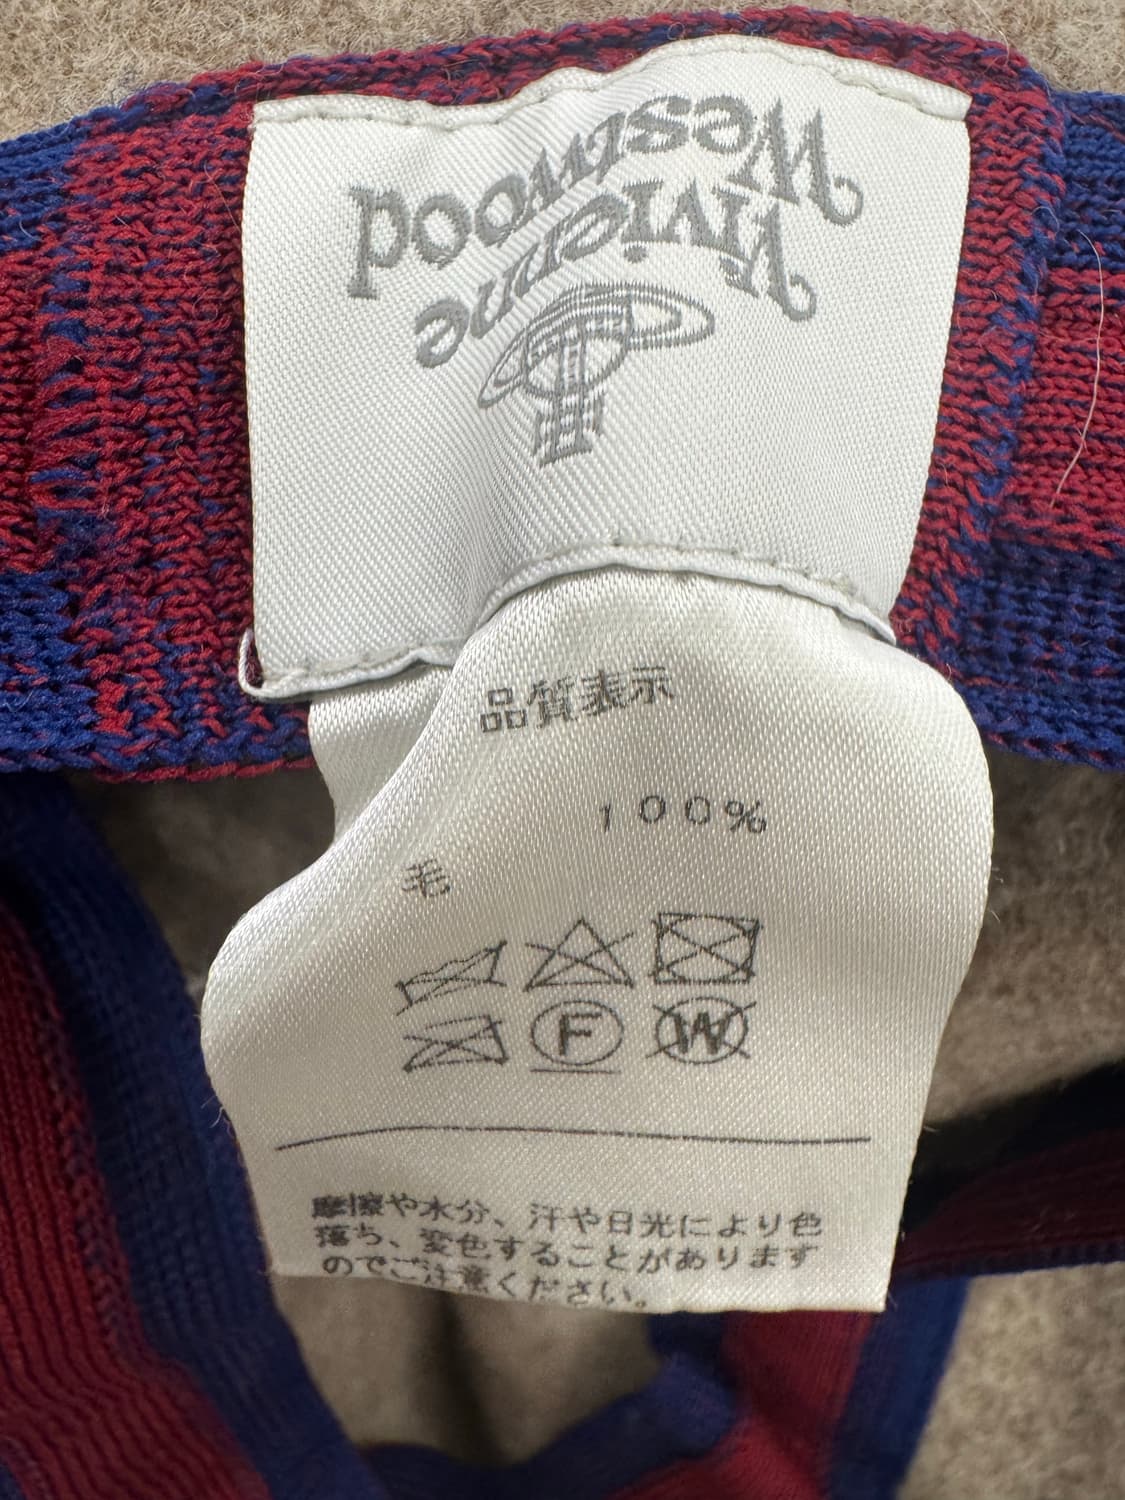 Vivienne
Westwood
品質表示
毛 100%
F W
摩擦や水分、汗や日光により色
落ち、変色することがあります
のでご注意ください。